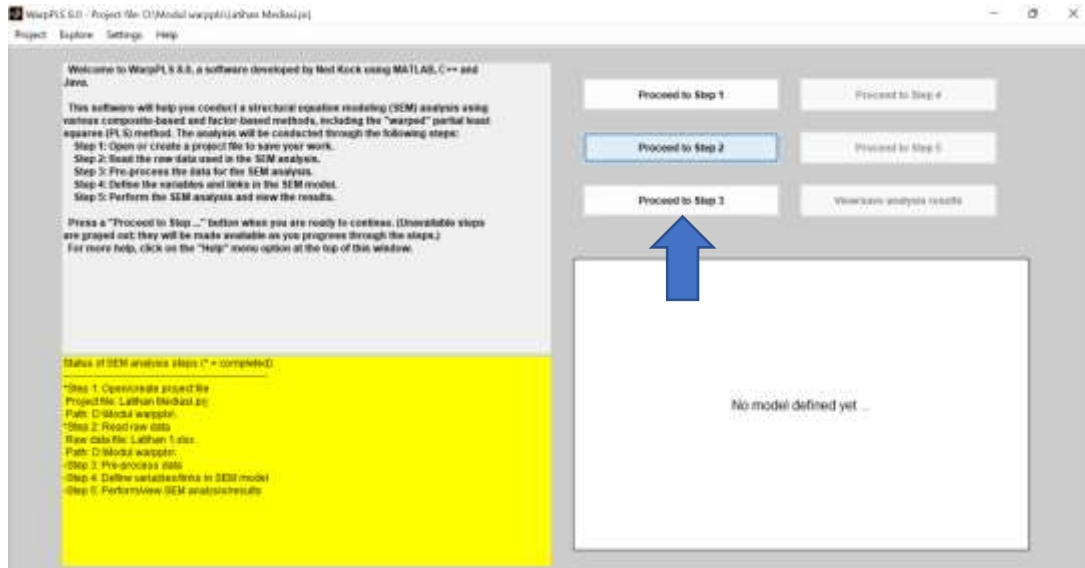 WarpPLS 8.0 - Project file: D:\Modul warppls\Latihan Mediasi.prj
Project Explore Settings Help
Welcome to WarpPLS 8.0, a software developed by Ned Kock using MATLAB, C++ and
Java.
This software will help you conduct a structural equation modeling (SEM) analysis using
various composite-based and factor-based methods, including the "warped" partial least
squares (PLS) method. The analysis will be conducted through the following steps:
Step 1: Open or create a project file to save your work.
Step 2: Read the raw data used in the SEM analysis.
Step 3: Pre-process the data for the SEM analysis.
Step 4: Define the variables and links in the SEM model.
Step 5: Perform the SEM analysis and view the results.
Press a "Proceed to Step ..." button when you are ready to continue. (Unavailable steps
are grayed out; they will be made available as you progress through the steps.)
For more help, click on the "Help" menu option at the top of this window.
Status of SEM analysis steps (* = completed):
*Step 1: Open/create project file
Project file: Latihan Mediasi.prj
Path: D:\Modul warppls\
*Step 2: Read raw data
Raw data file: Latihan 1.xlsx
Path: D:\Modul warppls\
-Step 3: Pre-process data
-Step 4: Define variables/links in SEM model
-Step 5: Perform/view SEM analysis/results
Proceed to Step 1
Proceed to Step 4
Proceed to Step 2
Proceed to Step 5
Proceed to Step 3
View/save analysis results
No model defined yet ...